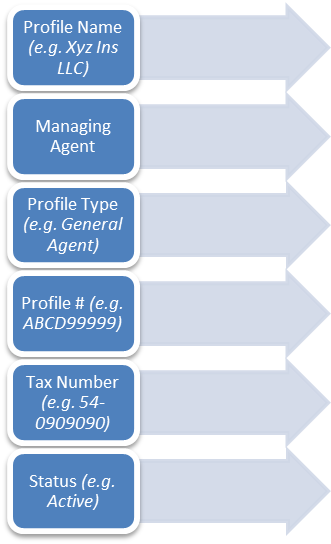 Profile Name
(e.g. Xyz Ins
LLC)
Managing
Agent
Profile Type
(e.g. General
Agent)
Profile # (e.g.
ABCD99999)
Tax Number
(e.g. 54-
0909090)
Status (e.g.
Active)